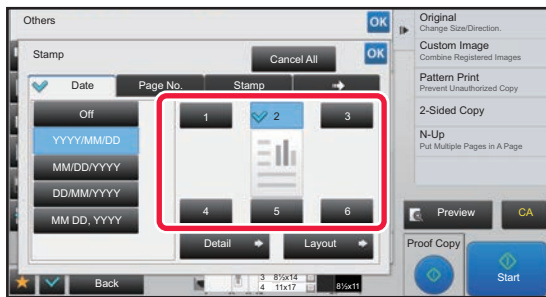 Others
OK
Stamp
Cancel All
OK
Date
Page No.
Stamp
Off
YYYY/MM/DD
MM/DD/YYYY
DD/MM/YYYY
MM DD, YYYY
1
2
3
4
5
6
Detail
Layout
Back
3 8½x14
4 11x17
8½x11
Original
Change Size/Direction.
Custom Image
Combine Registered Images
Pattern Print
Prevent Unauthorized Copy
2-Sided Copy
N-Up
Put Multiple Pages in A Page
Preview
CA
Proof Copy
Start